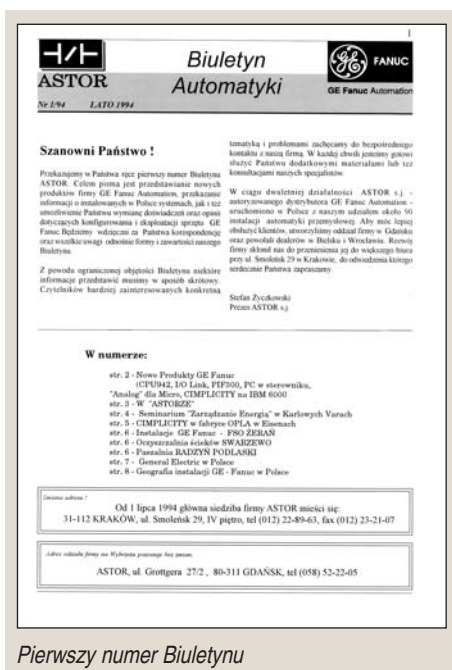 1
ASTOR
Biuletyn
Automatyki
FANUC
GE Fanuc Automation
Nr 1/94 LATO 1994
Szanowni Państwo !
Przekazujemy w Państwa ręce pierwszy numer Biuletynu
ASTOR. Celem pisma jest przedstawianie nowych
produktów firmy GE Fanuc Automation, przekazanie
informacji o instalowanych w Polsce systemach, jak i też
umożliwienie Państwu wymianę doświadczeń oraz opinii
dotyczących konfigurowania i eksploatacji sprzętu GE
Fanuc Będziemy wdzięczni za Państwa korespondencję
oraz wszelkie uwagi odnośnie formy i zawartości naszego
Biuletynu.
Z powodu ograniczonej objętości Biuletynu niektóre
informacje przedstawić musimy w sposób skrótowy.
Czytelników bardziej zainteresowanych konkretną
tematyką i problemami zachęcamy do bezpośredniego
kontaktu z naszą firmą. W każdej chwili jesteśmy gotowi
służyć Państwu dodatkowymi materiałami lub też
konsultacjami naszych specjalistów.
W ciągu dwuletniej działalności ASTOR s.j. -
autoryzowanego dystrybutora GE Fanuc Automation -
uruchomiono w Polsce z naszym udziałem około 90
instalacji automatyki przemysłowej. Aby móc lepiej
obsłużyć klientów, utworzyliśmy oddział firmy w Gdańsku
oraz powołali dealerów w Bielsku i Wrocławiu. Rozwój
firmy skłonił nas do przeniesienia jej do większego biura
przy ul. Smoleńsk 29 w Krakowie, do odwiedzenia którego
serdecznie Państwa zapraszamy.
Stefan Życzkowski
Prezes ASTOR s.j.
W numerze:
str. 2 - Nowe Produkty GE Fanuc
(CPU942, I/O Link, PIF300, PC w sterowniku,
"Analog" dla Micro, CIMPLICITY na IBM 6000
str. 3 - W "ASTORZE"
str. 4 - Seminarium "Zarządzanie Energią" w Karlowych Varach
str. 5 - CIMPLICITY w fabryce OPLA w Eisenach
str. 6 - Instalacje GE Fanuc - FSO ŻERAŃ
str. 6 - Oczyszczalnia ścieków SWARZEWO
str. 6 - Paszalnia RADZYŃ PODLASKI
str. 7 - General Electric w Polsce
str. 8 - Geografia instalacji GE - Fanuc w Polsce
Zmiana adresu !
Od 1 lipca 1994 główna siedziba firmy ASTOR mieści się:
31-112 KRAKÓW, ul. Smoleńsk 29, IV piętro, tel (012) 22-89-63, fax (012) 23-21-07
Adres oddziału firmy na Wybrzeżu pozostaje bez zmian.
ASTOR, ul. Grottgera 27/2 , 80-311 GDAŃSK, tel (058) 52-22-05
Pierwszy numer Biuletynu